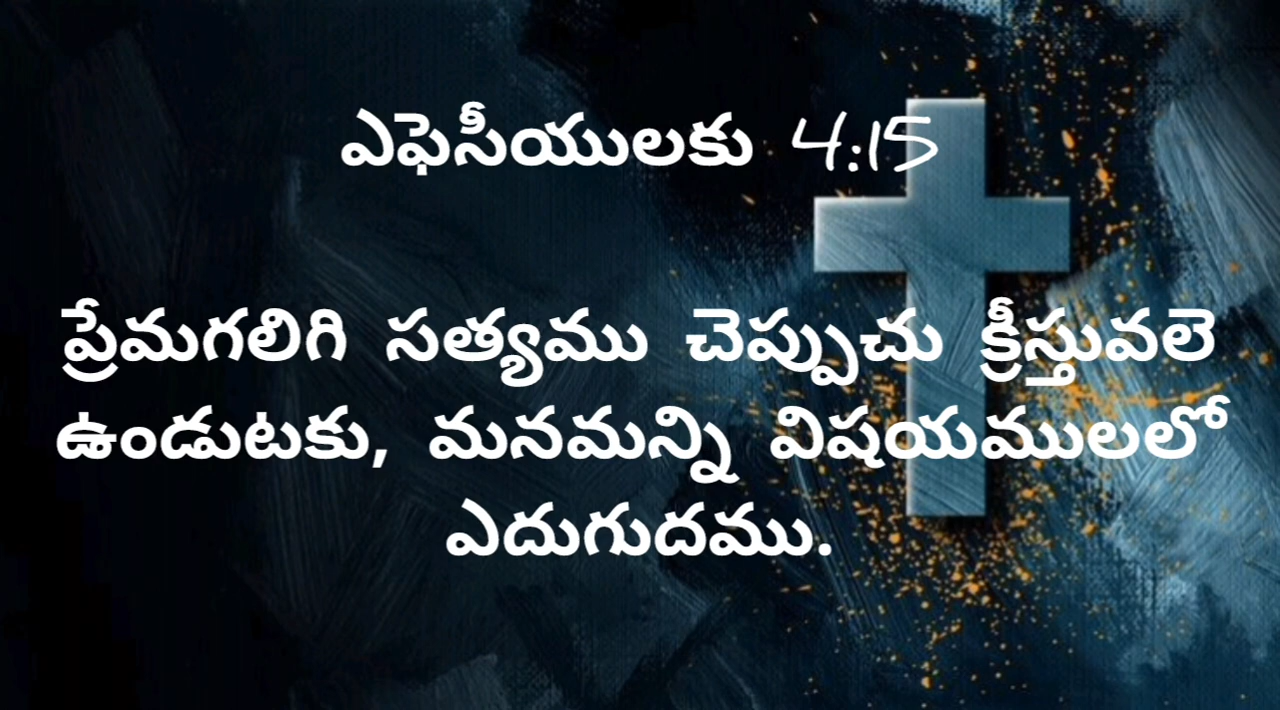 ఎఫెసీయులకు 4:15
ప్రేమగలిగి సత్యము చెప్పుచు క్రీస్తువలె
ఉండుటకు, మనమన్ని విషయములలో
ఎదుగుదము.